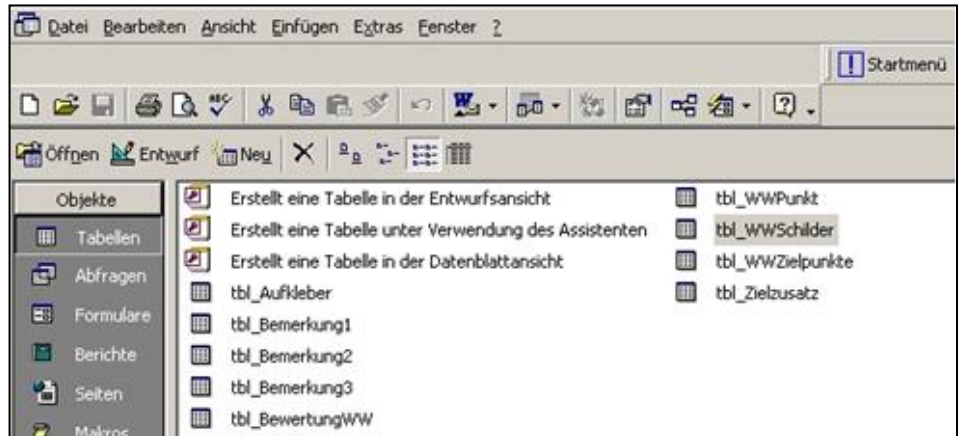 Datei Bearbeiten Ansicht Einfügen Extras Fenster ?
Startmenü
Öffnen Entwurf Neu
Objekte
Tabellen
Abfragen
Formulare
Berichte
Seiten
Makros
Erstellt eine Tabelle in der Entwurfsansicht
Erstellt eine Tabelle unter Verwendung des Assistenten
Erstellt eine Tabelle in der Datenblattansicht
tbl_Aufkleber
tbl_Bemerkung1
tbl_Bemerkung2
tbl_Bemerkung3
tbl_BewertungWW
tbl_WWPunkt
tbl_WWSchilder
tbl_WWZielpunkte
tbl_Zielzusatz